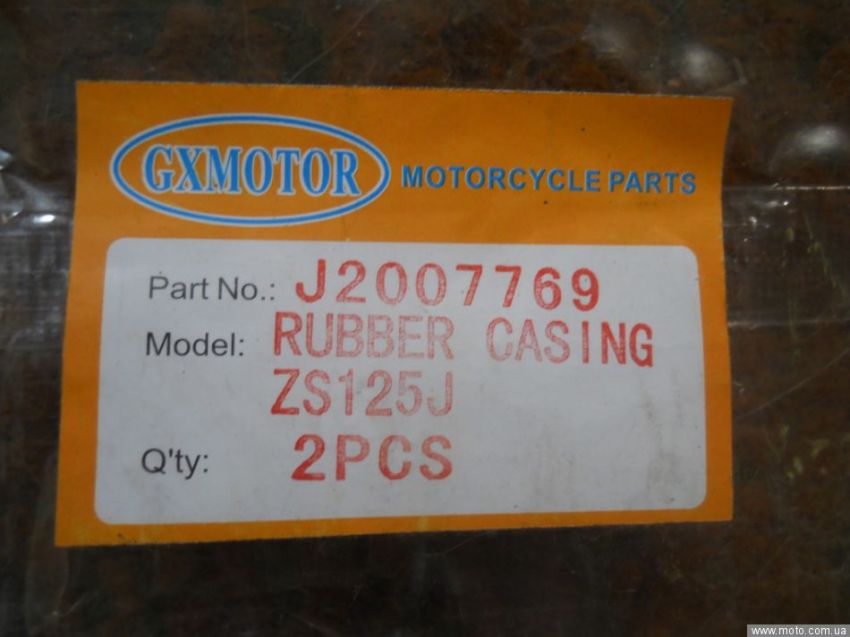 GXMOTOR MOTORCYCLE PARTS
Part No.: J2007769
Model: RUBBER CASING
ZS125J
Q'ty: 2PCS
www.moto.com.ua